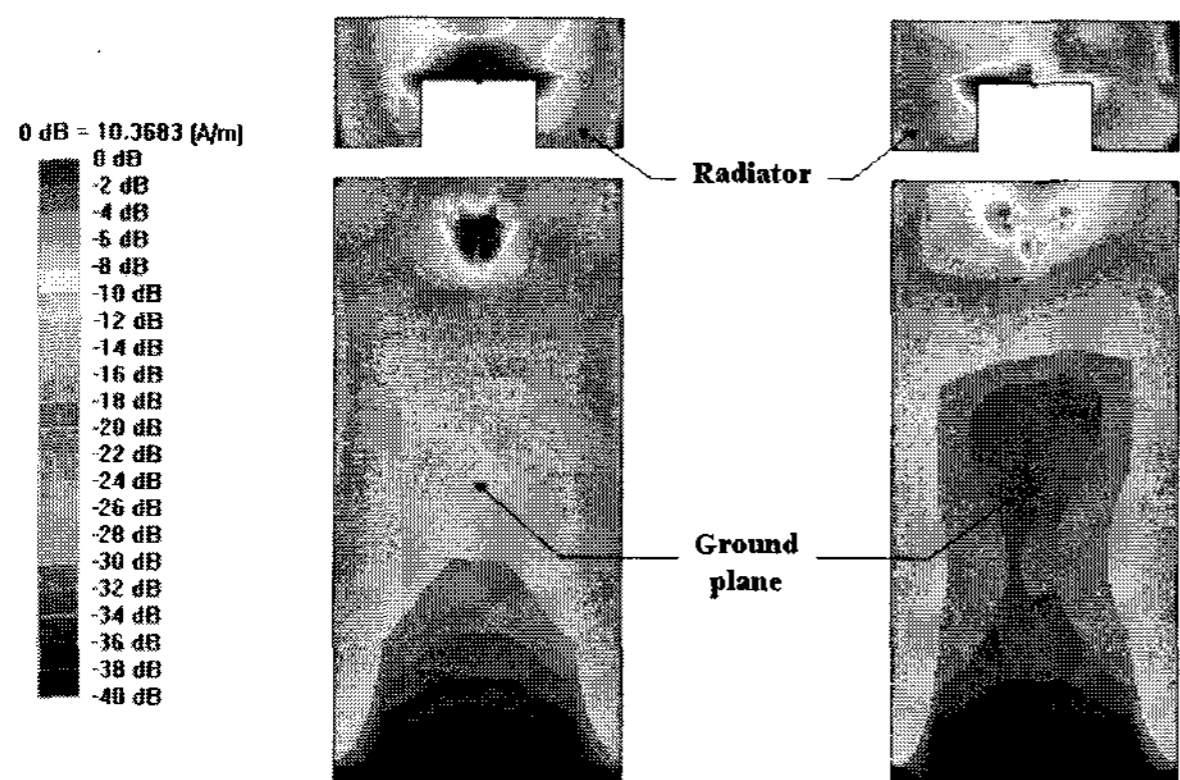 0 dB = 10.3683 (A/m)
0 dB
-2 dB
-4 dB
-6 dB
-8 dB
-10 dB
-12 dB
-14 dB
-16 dB
-18 dB
-20 dB
-22 dB
-24 dB
-26 dB
-28 dB
-30 dB
-32 dB
-34 dB
-36 dB
-38 dB
-40 dB
Radiator
Ground
plane